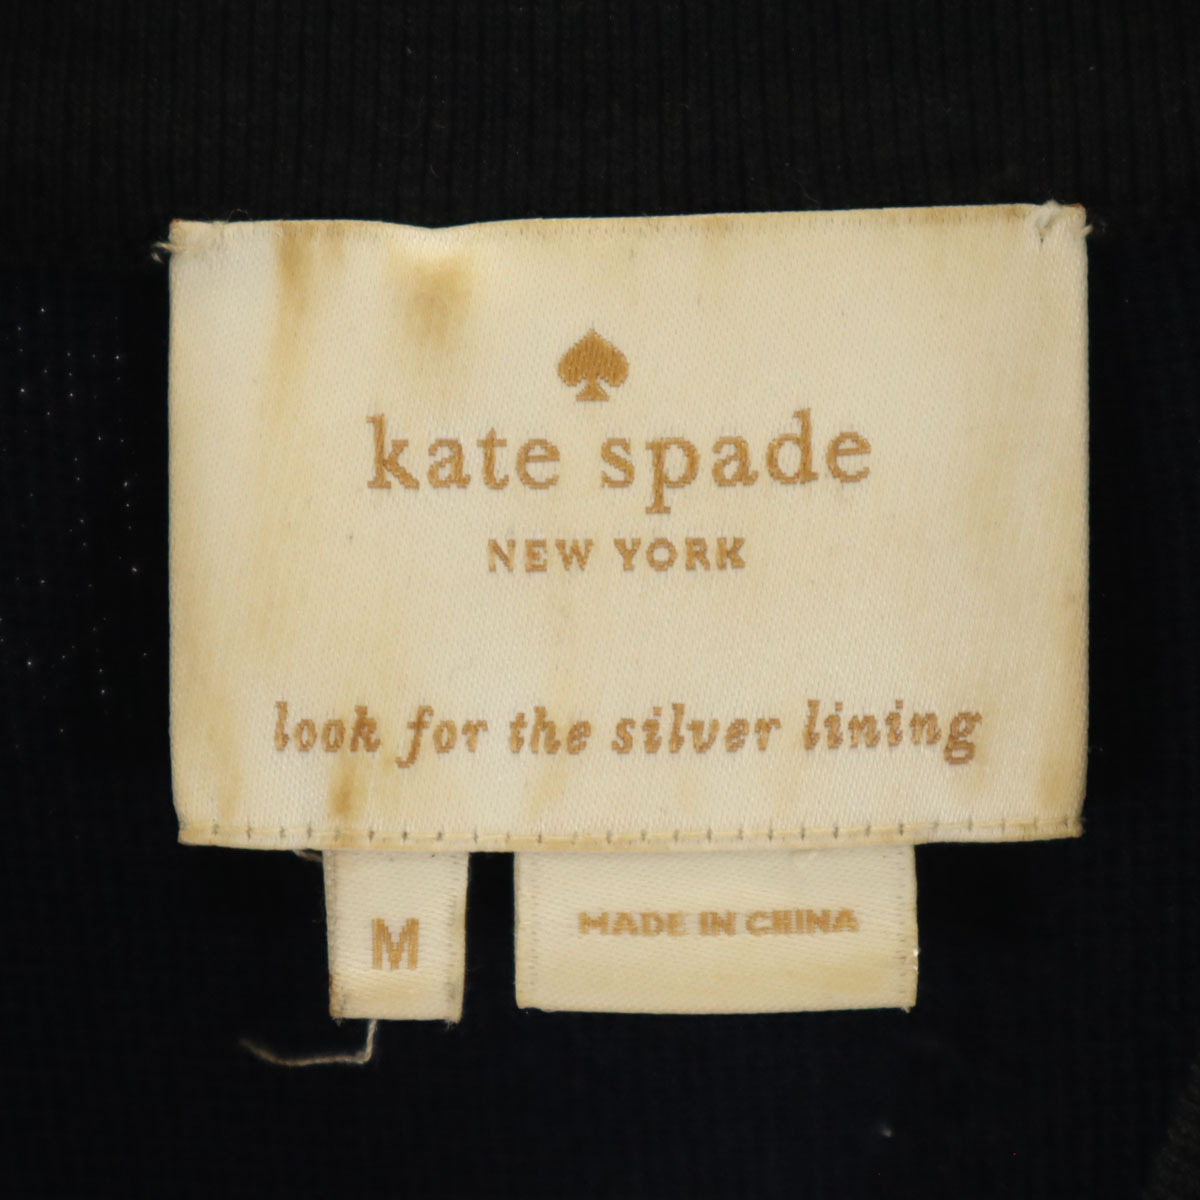 kate spade
NEW YORK
look for the silver lining
M
MADE IN CHINA